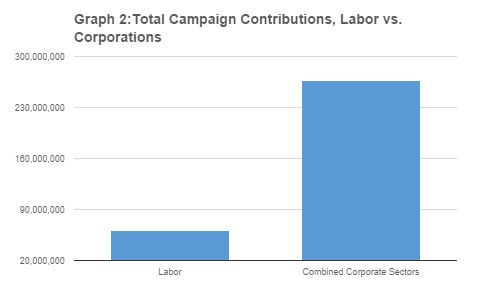 Graph 2:Total Campaign Contributions, Labor vs.
Corporations
300,000,000
230,000,000
160,000,000
90,000,000
20,000,000
Labor
Combined Corporate Sectors